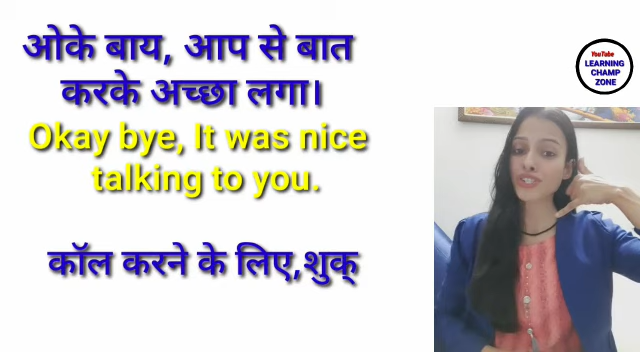 ओके बाय, आप से बात
करके अच्छा लगा।
Okay bye, It was nice
talking to you.
कॉल करने के लिए,शुक्
YouTube
LEARNING
CHAMP
ZONE